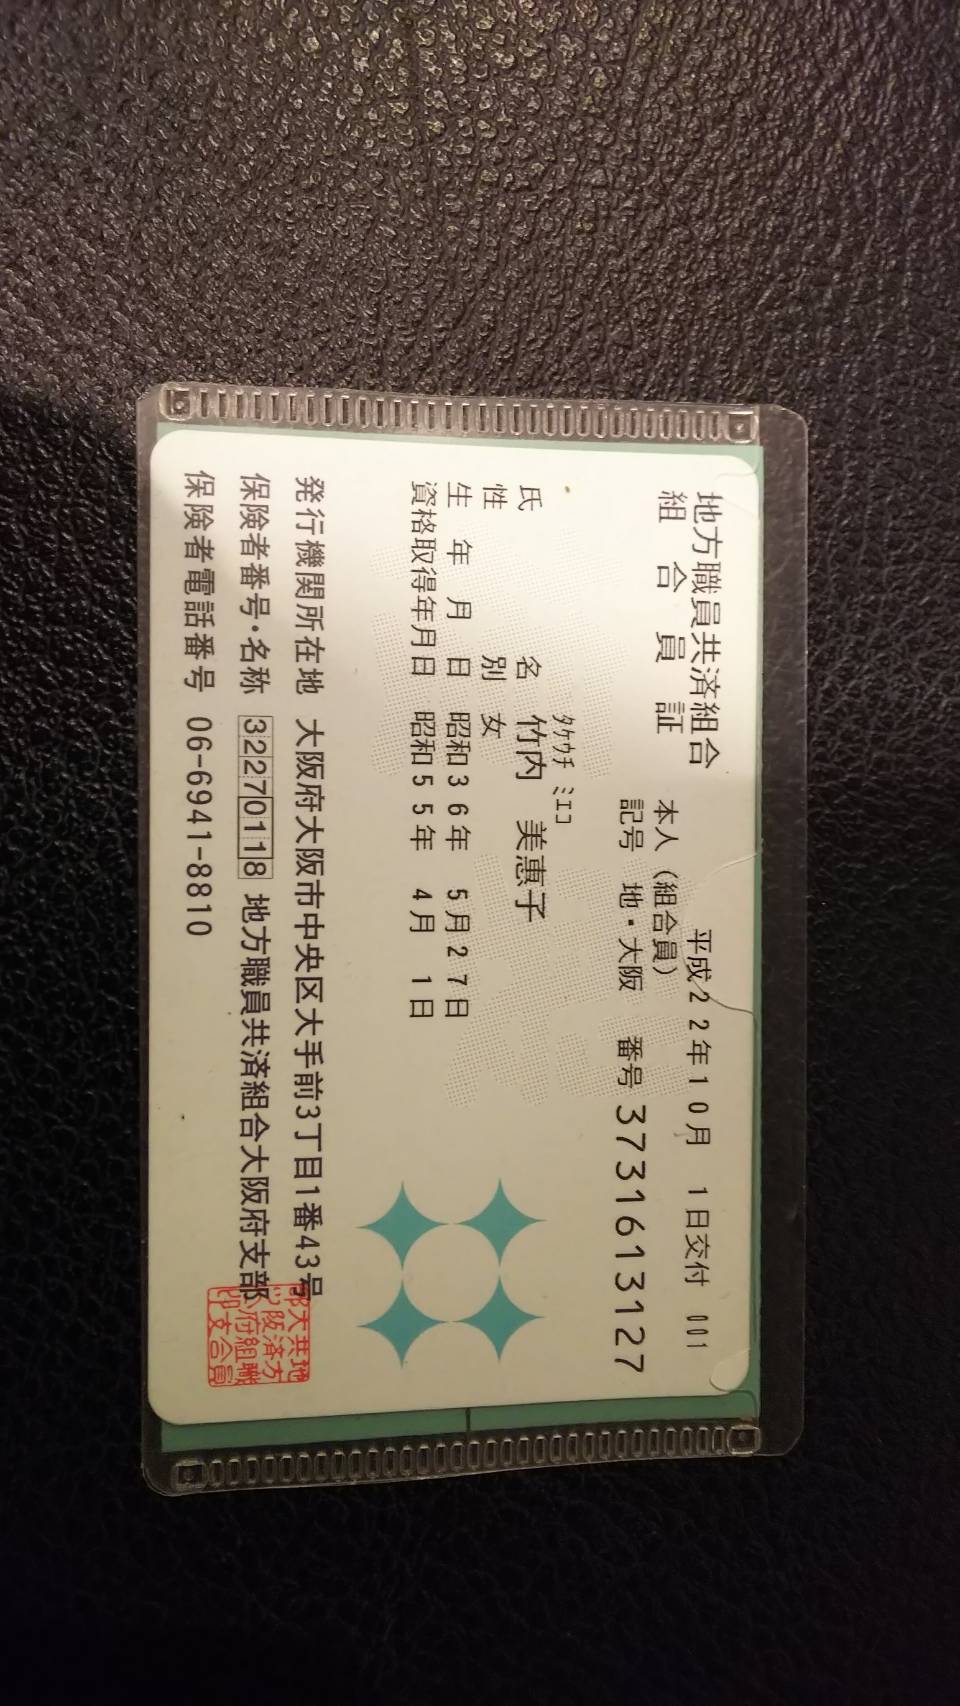 地方職員共済組合
組合員証
平成22年10月 1日交付 001
本人（組合員）
記号 地・大阪 番号 37316613127
ﾀｹｳﾁ ﾐｴｺ
氏名 竹内 美惠子
性別 女
生年月日 昭和36年 5月27日
資格取得年月日 昭和55年 4月 1日
発行機関所在地 大阪府大阪市中央区大手前3丁目1番43号
保険者番号・名称 32270118 地方職員共済組合大阪府支部
保険者電話番号 06-6941-8810